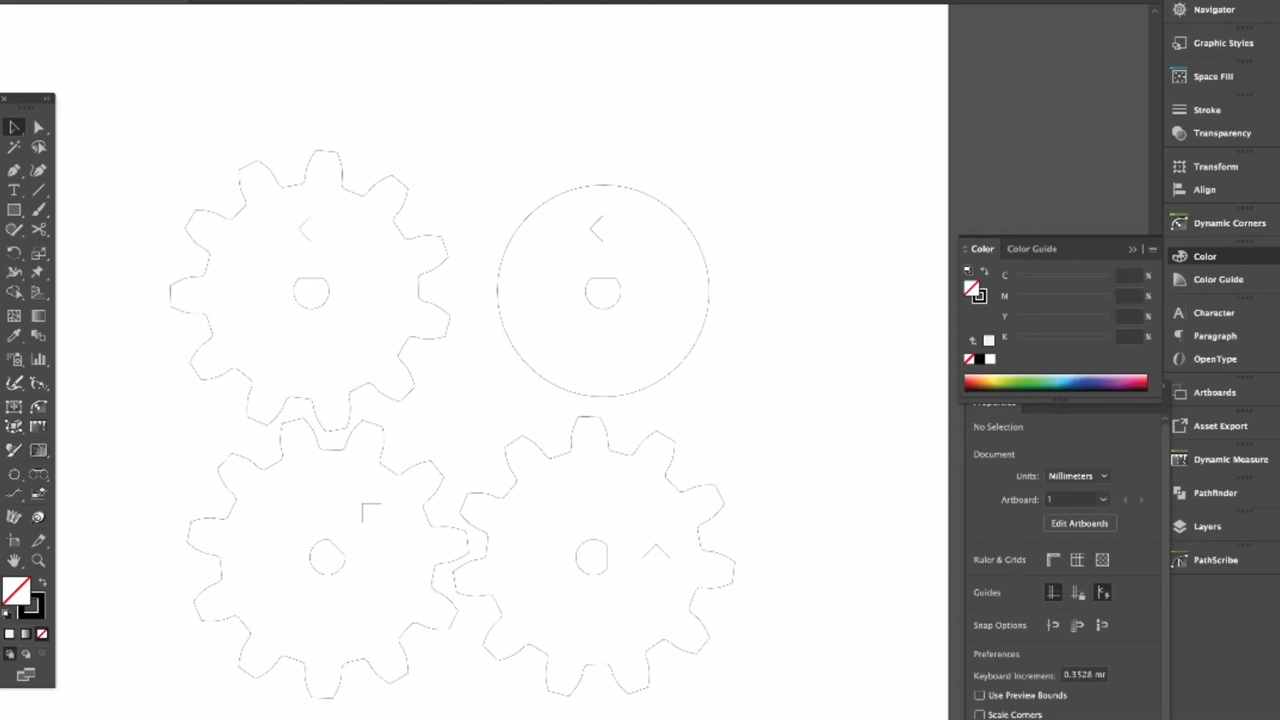 Navigator
Graphic Styles
Space Fill
Stroke
Transparency
Transform
Align
Dynamic Corners
Color
Color Guide
Character
Paragraph
OpenType
Artboards
Asset Export
Dynamic Measure
Pathfinder
Layers
PathScribe
Color Color Guide
C %
M %
Y %
K %
No Selection
Document
Units: Millimeters
Artboard: 1
Edit Artboards
Ruler & Grids
Guides
Snap Options
Preferences
Keyboard Increment: 0.3528 mr
Use Preview Bounds
Scale Corners